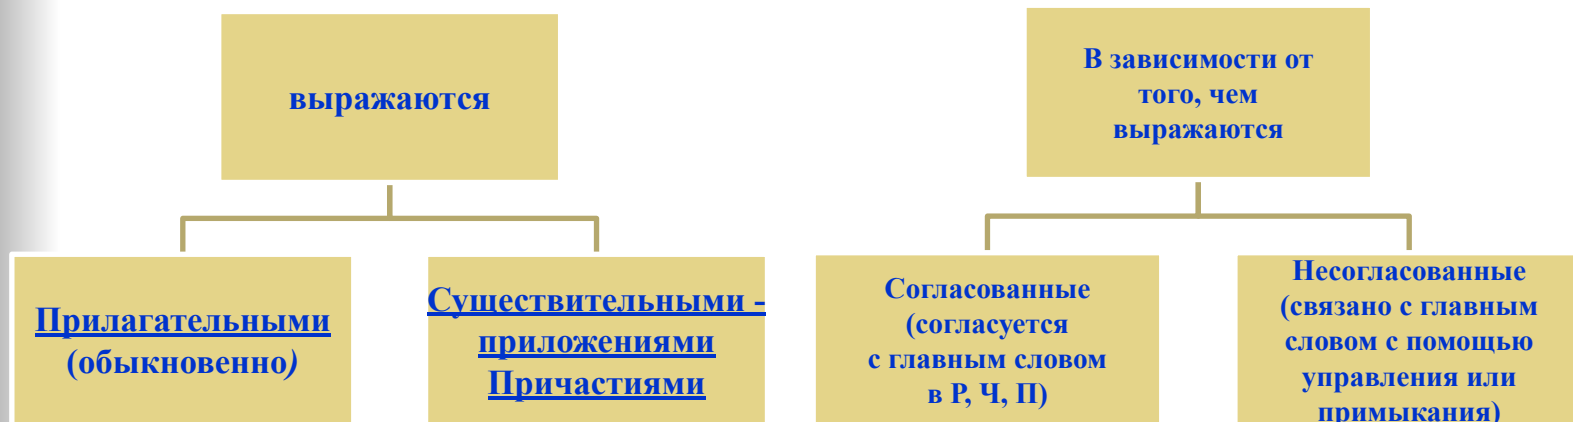 выражаются
Прилагательными
(обыкновенно)
Существительными -
приложениями
Причастиями
В зависимости от
того, чем
выражаются
Согласованные
(согласуется
с главным словом
в Р, Ч, П)
Несогласованные
(связано с главным
словом с помощью
управления или
примыкания)